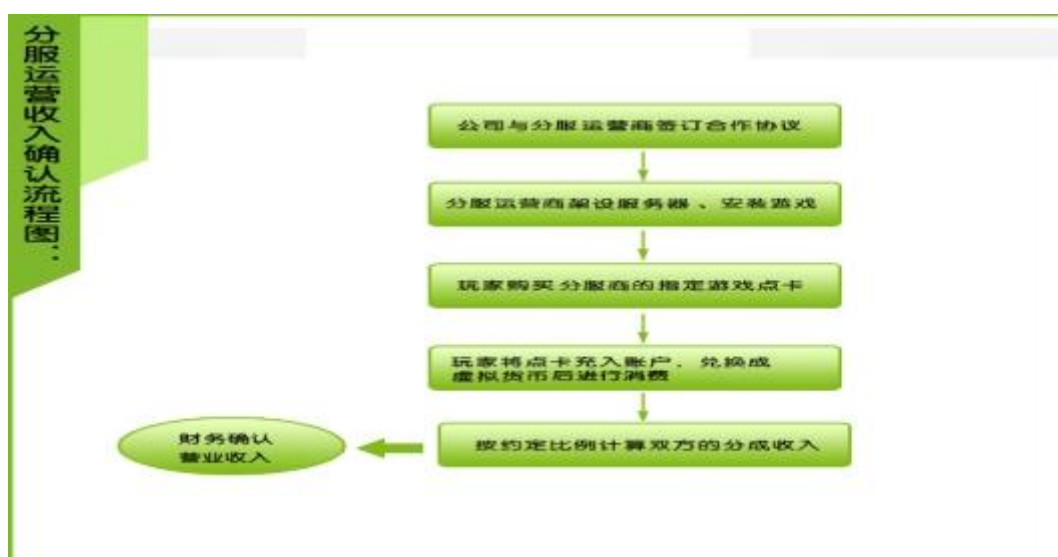 分服运营收入确认流程图：
公司与分服运营商签订合作协议
分服运营商架设服务器、安装游戏
玩家购买分服商的指定游戏点卡
玩家将点卡充入账户，兑换成
虚拟货币后进行消费
按约定比例计算双方的分成收入
财务确认
营业收入